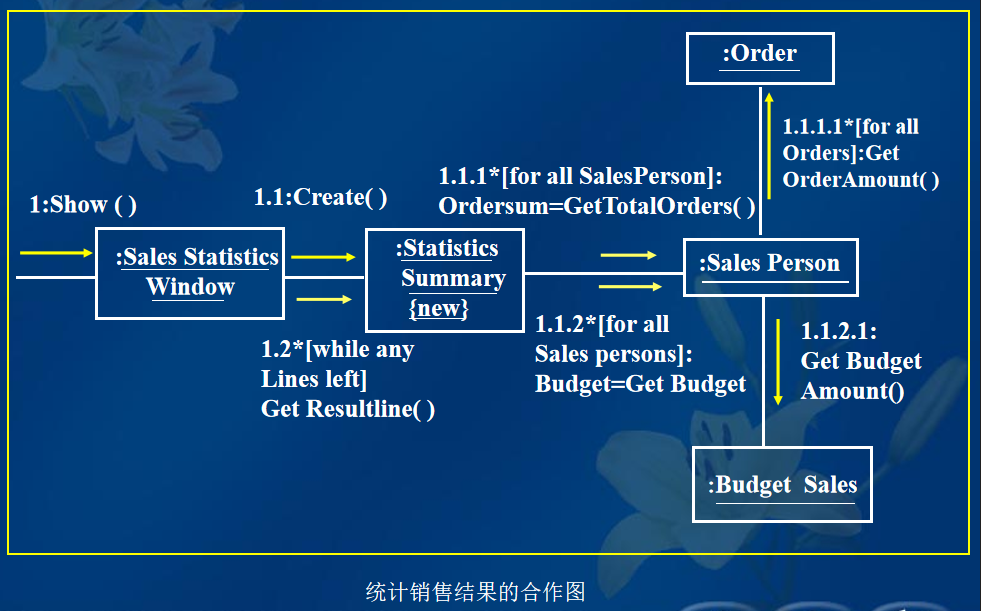 :Order
1.1.1.1*[for all
Orders]:Get
OrderAmount( )
1.1.1*[for all SalesPerson]:
Ordersum=GetTotalOrders( )
1.1:Create( )
1:Show ( )
:Sales Statistics
Window
:Statistics
Summary
{new}
:Sales Person
1.2*[while any
Lines left]
Get Resultline( )
1.1.2*[for all
Sales persons]:
Budget=Get Budget
1.1.2.1:
Get Budget
Amount()
:Budget Sales
统计销售结果的合作图